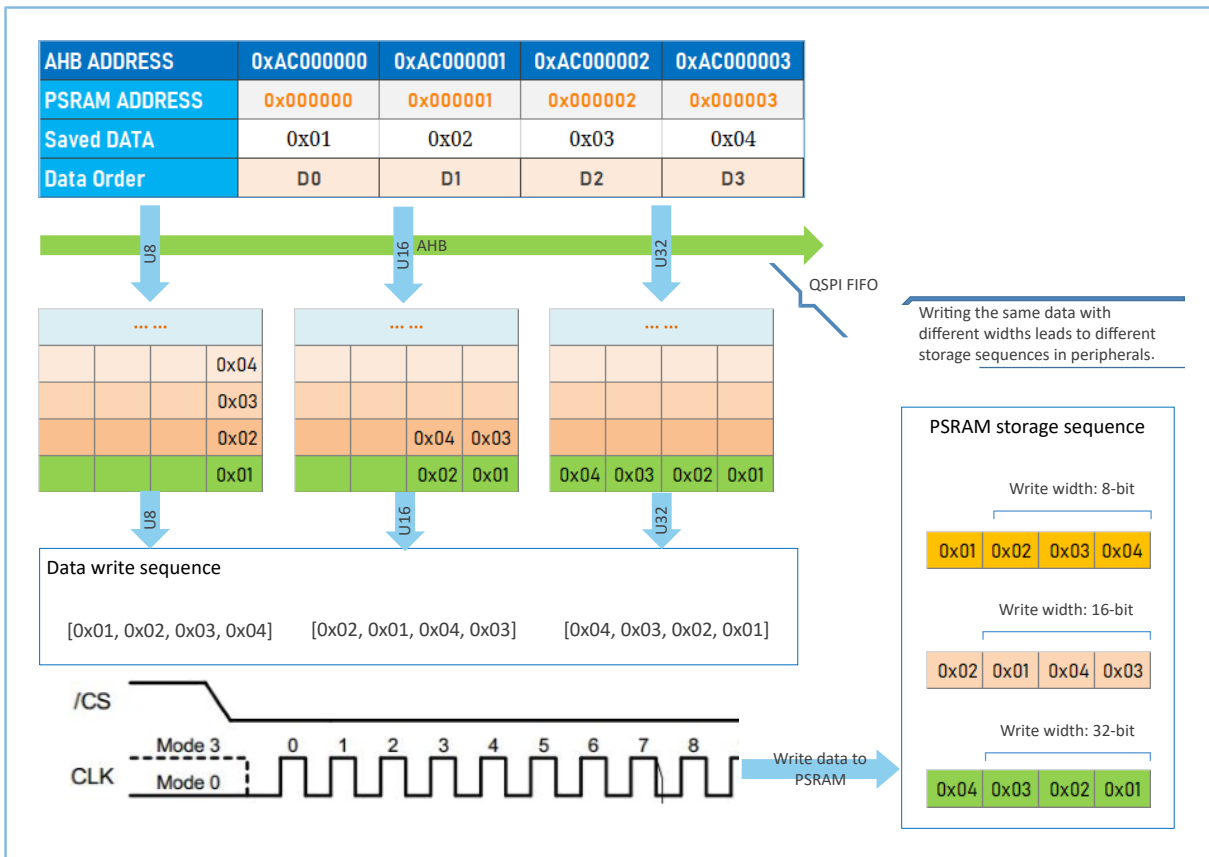 AHB ADDRESS 0xAC000000 0xAC000001 0xAC000002 0xAC000003
PSRAM ADDRESS 0x000000 0x000001 0x000002 0x000003
Saved DATA 0x01 0x02 0x03 0x04
Data Order D0 D1 D2 D3
U8 U16 U32
AHB
QSPI FIFO
Writing the same data with
different widths leads to different
storage sequences in peripherals.
... ... ... ... ... ...
0x04
0x03
0x02 0x04 0x03
0x01 0x02 0x01 0x04 0x03 0x02 0x01
U8 U16 U32
Data write sequence
[0x01, 0x02, 0x03, 0x04] [0x02, 0x01, 0x04, 0x03] [0x04, 0x03, 0x02, 0x01]
/CS
Mode 3 0 1 2 3 4 5 6 7 8
CLK
Mode 0
Write data to
PSRAM
PSRAM storage sequence
Write width: 8-bit
0x01 0x02 0x03 0x04
Write width: 16-bit
0x02 0x01 0x04 0x03
Write width: 32-bit
0x04 0x03 0x02 0x01